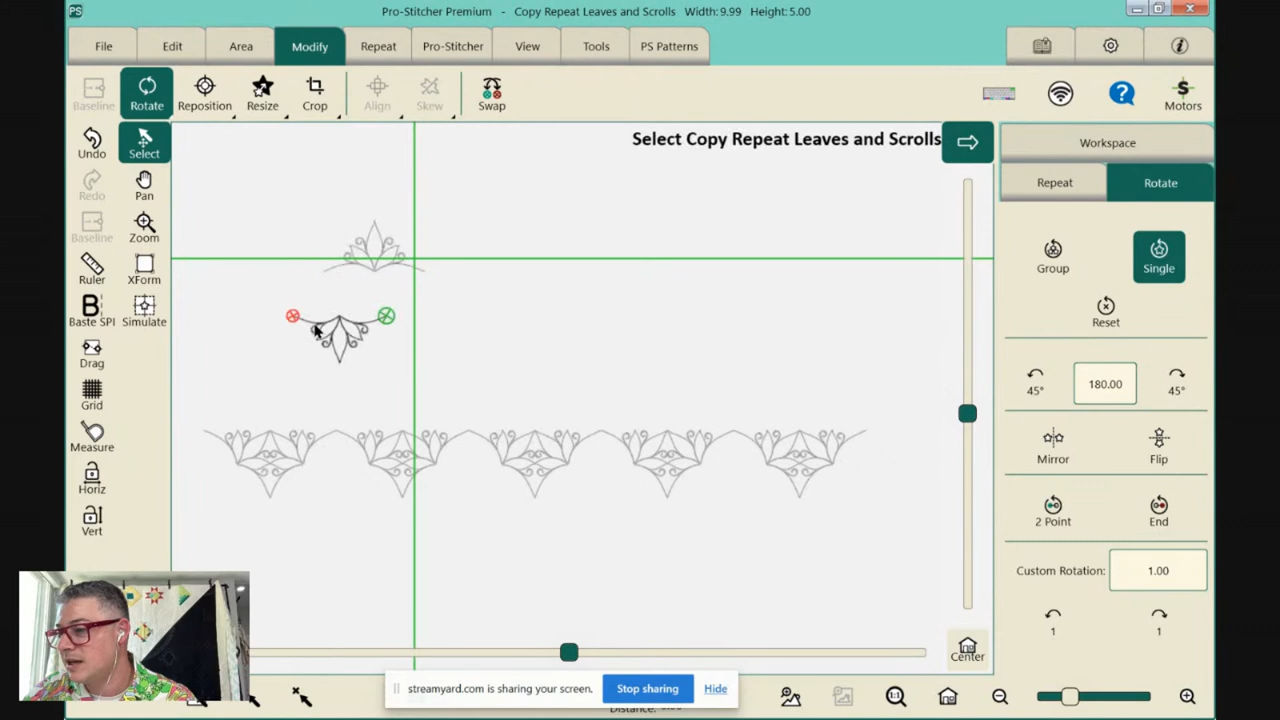 PS
Pro-Stitcher Premium - Copy Repeat Leaves and Scrolls Width:9.99 Height:5.00
File Edit Area Modify Repeat Pro-Stitcher View Tools PS Patterns
Baseline Rotate Reposition Resize Crop Align Skew Swap Motors
Undo Select
Redo Pan
Baseline Zoom
Ruler XForm
Baste SPI Simulate
Drag
Grid
Measure
Horiz
Vert
Select Copy Repeat Leaves and Scrolls
Workspace
Repeat Rotate
Group Single
Reset
45° 180.00 45°
Mirror Flip
2 Point End
Custom Rotation: 1.00
1 1
Center
streamyard.com is sharing your screen. Stop sharing Hide
1:1